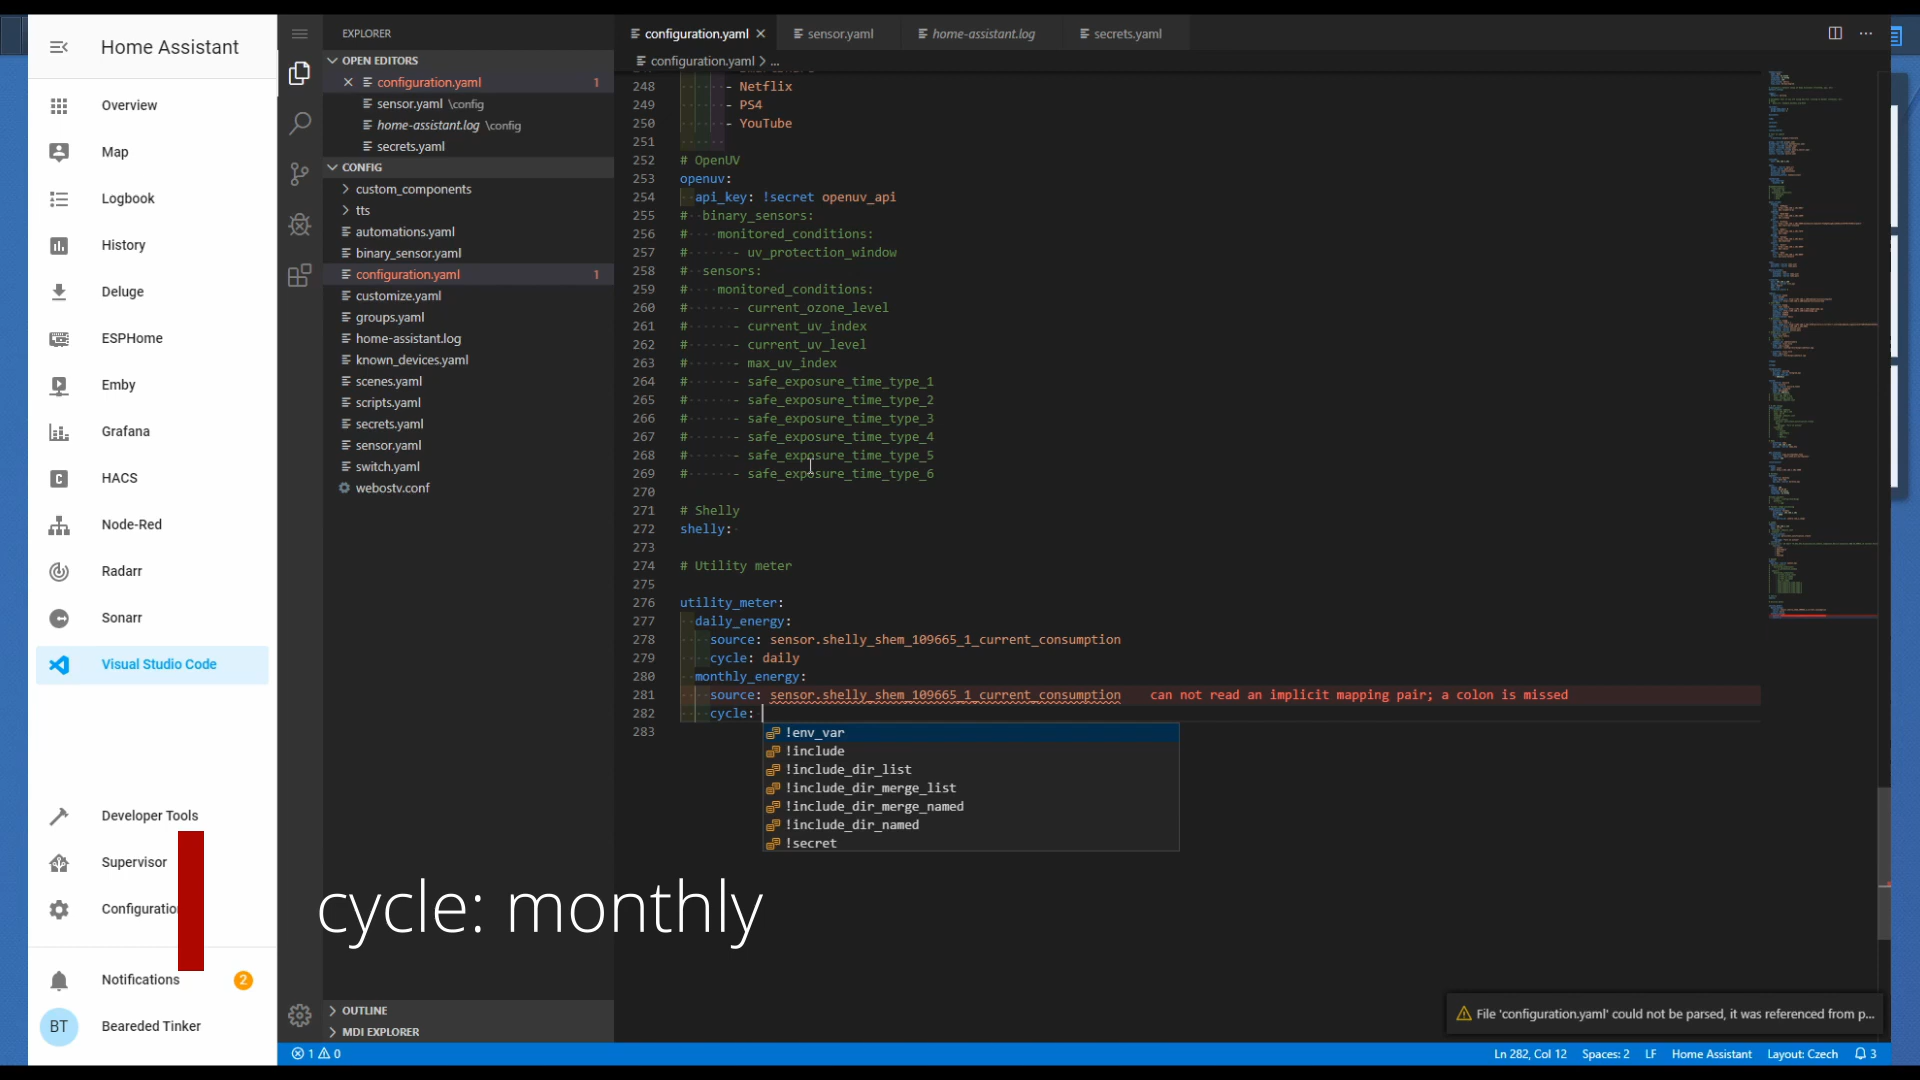 Home Assistant
Overview
Map
Logbook
History
Deluge
ESPHome
Emby
Grafana
HACS
Node-Red
Radarr
Sonarr
Visual Studio Code
Developer Tools
Supervisor
Configuration
Notifications 2
BT Bearded Tinker
EXPLORER
OPEN EDITORS
configuration.yaml 1
sensor.yaml \config
home-assistant.log \config
secrets.yaml
CONFIG
custom_components
tts
automations.yaml
binary_sensor.yaml
configuration.yaml 1
customize.yaml
groups.yaml
home-assistant.log
known_devices.yaml
scenes.yaml
scripts.yaml
secrets.yaml
sensor.yaml
switch.yaml
webostv.conf
OUTLINE
MDI EXPLORER
configuration.yaml sensor.yaml home-assistant.log secrets.yaml
configuration.yaml > ...
248 - Netflix
249 - PS4
250 - YouTube
251
252 # OpenUV
253 openuv:
254 api_key: !secret openuv_api
255 # binary_sensors:
256 # monitored_conditions:
257 # - uv_protection_window
258 # sensors:
259 # monitored_conditions:
260 # - current_ozone_level
261 # - current_uv_index
262 # - current_uv_level
263 # - max_uv_index
264 # - safe_exposure_time_type_1
265 # - safe_exposure_time_type_2
266 # - safe_exposure_time_type_3
267 # - safe_exposure_time_type_4
268 # - safe_exposure_time_type_5
269 # - safe_exposure_time_type_6
270
271 # Shelly
272 shelly:
273
274 # Utility meter
275
276 utility_meter:
277 daily_energy:
278 source: sensor.shelly_shem_109665_1_current_consumption
279 cycle: daily
280 monthly_energy:
281 source: sensor.shelly_shem_109665_1_current_consumption can not read an implicit mapping pair; a colon is missed
282 cycle:
283
!env_var
!include
!include_dir_list
!include_dir_merge_list
!include_dir_merge_named
!include_dir_named
!secret
cycle: monthly
File 'configuration.yaml' could not be parsed, it was referenced from p...
1 0 Ln 282, Col 12 Spaces: 2 LF Home Assistant Layout: Czech 3